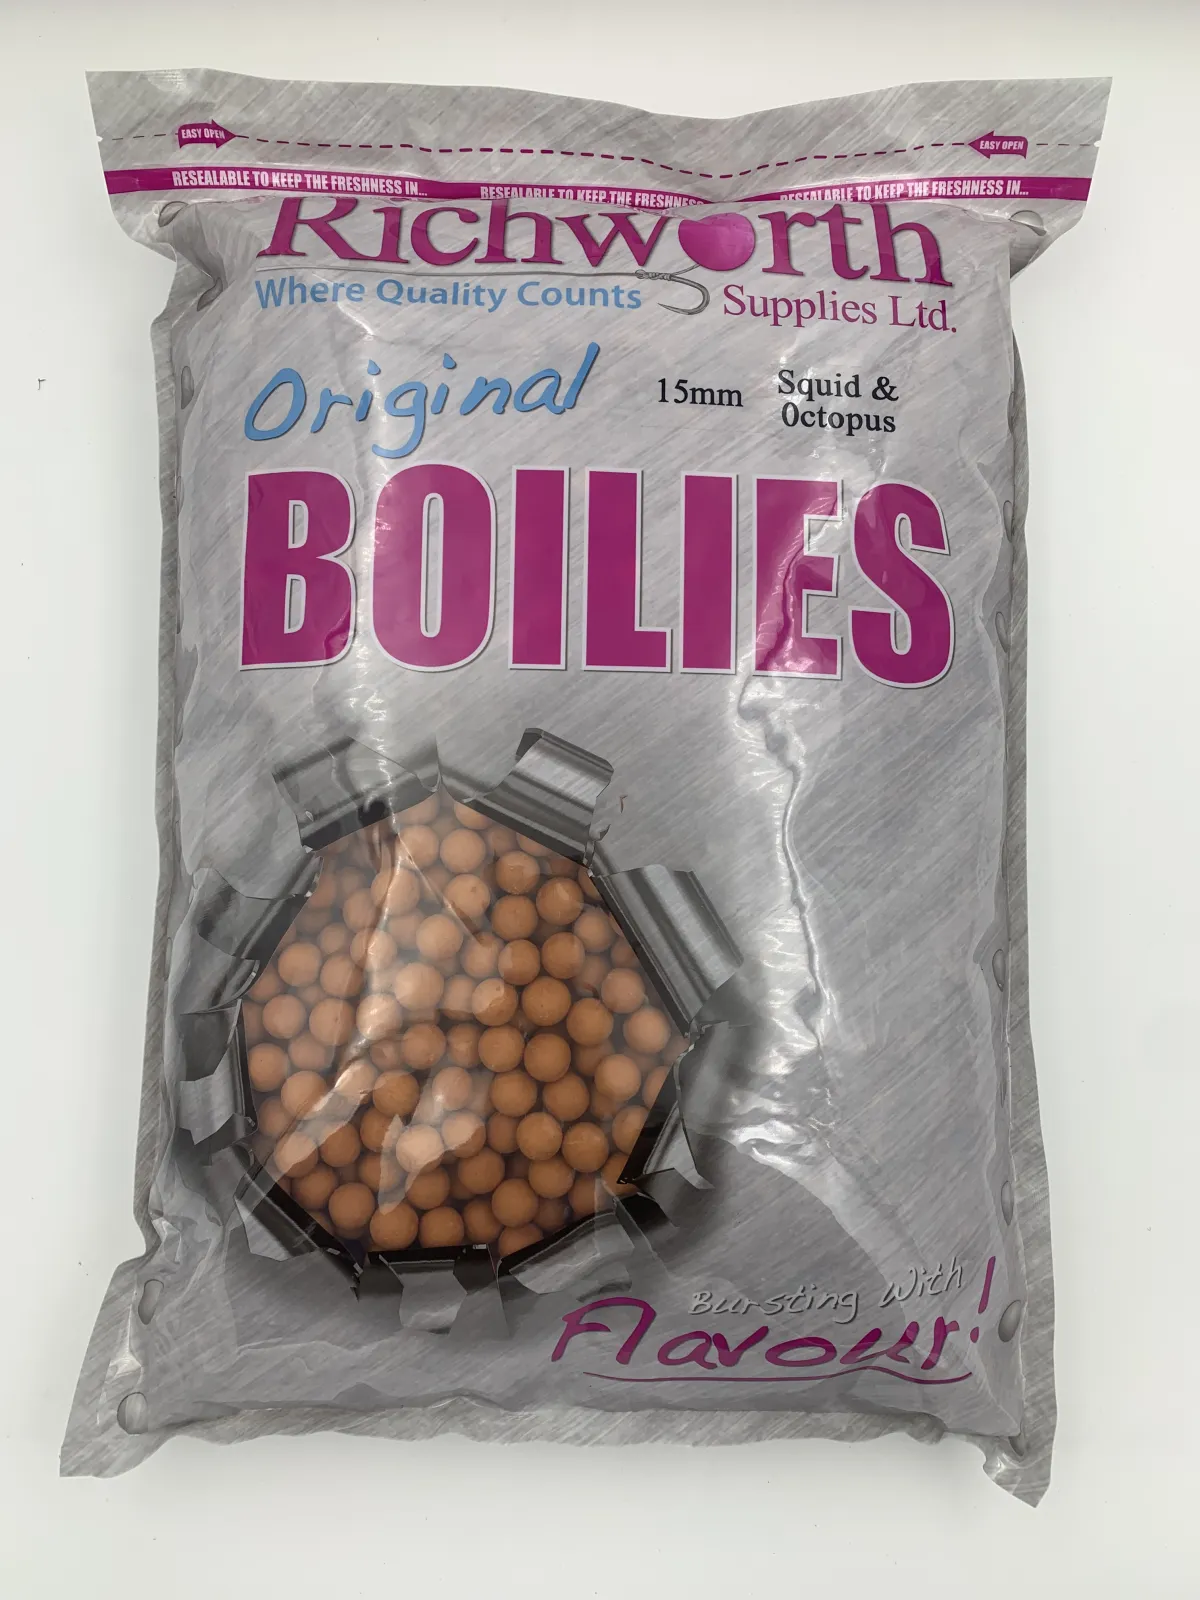 EASY OPEN
EASY OPEN
RESEALABLE TO KEEP THE FRESHNESS IN... RESEALABLE TO KEEP THE FRESHNESS RESEALABLE TO KEEP THE FRESHNESS IN...
Richworth
Where Quality Counts
Supplies Ltd.
Original
15mm
Squid &
Octopus
BOILIES
Bursting With
Flavour!